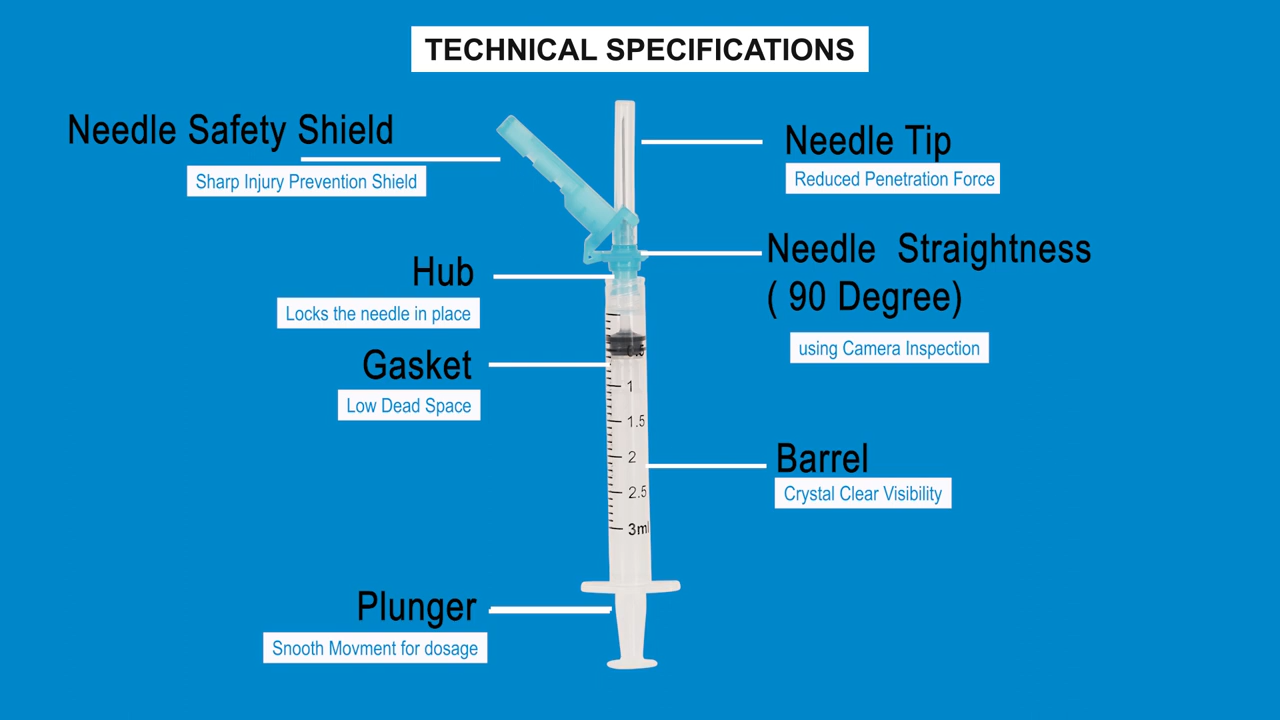 TECHNICAL SPECIFICATIONS
Needle Safety Shield
Sharp Injury Prevention Shield
Needle Tip
Reduced Penetration Force
Needle Straightness
( 90 Degree)
using Camera Inspection
Hub
Locks the needle in place
Gasket
Low Dead Space
0.5
1
1.5
2
2.5
3ml
Barrel
Crystal Clear Visibility
Plunger
Snooth Movment for dosage